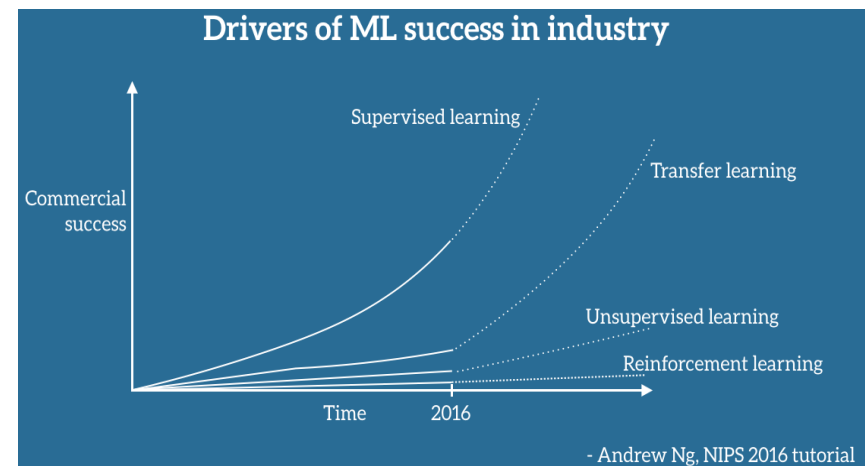 Drivers of ML success in industry
Supervised learning
Transfer learning
Commercial
success
Unsupervised learning
Reinforcement learning
Time
2016
- Andrew Ng, NIPS 2016 tutorial